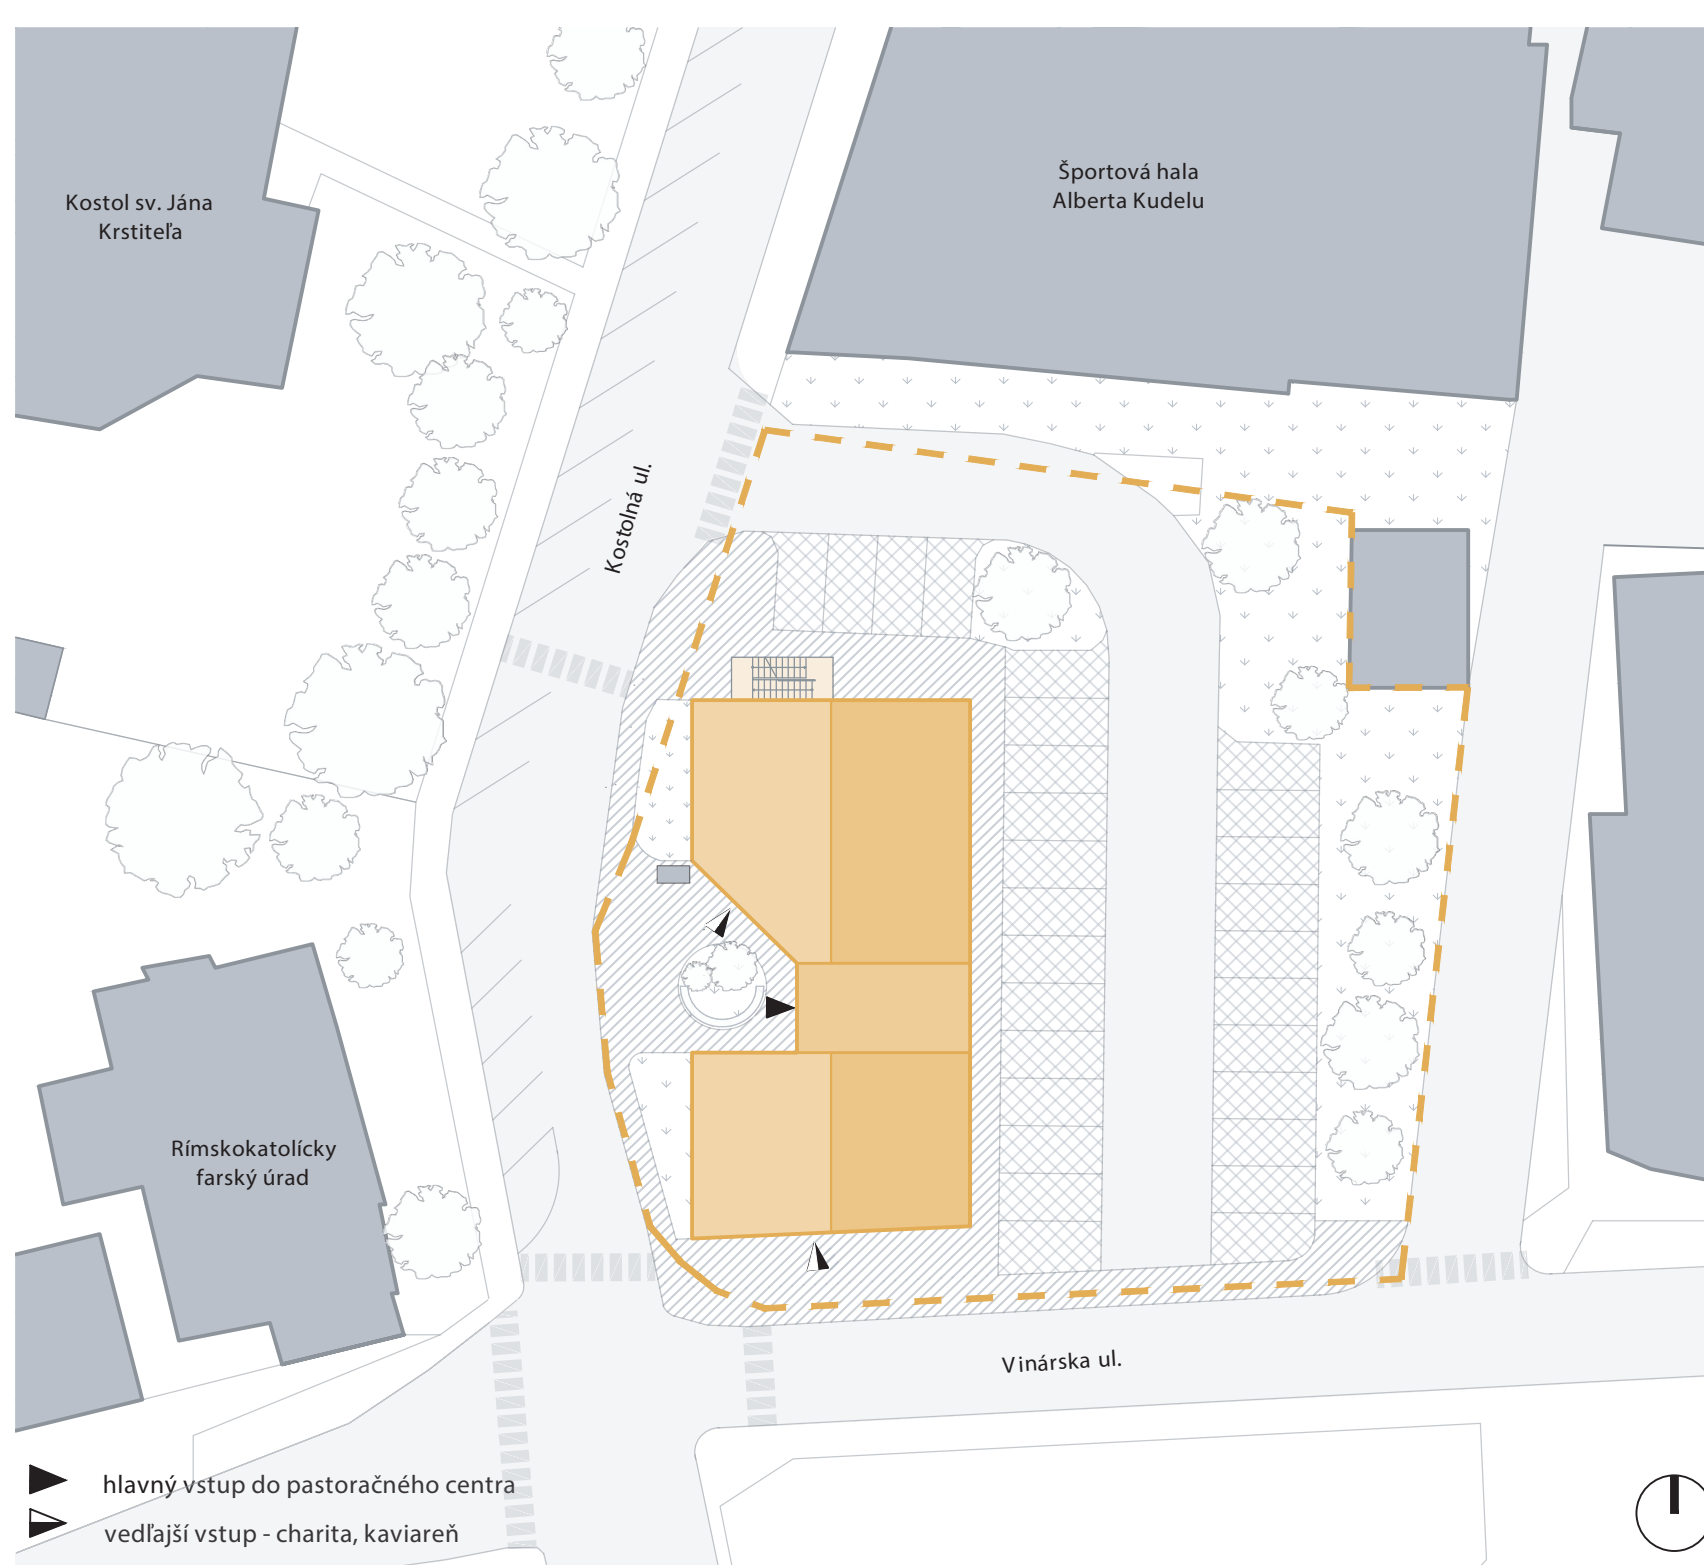 Športová hala
Alberta Kudelu
Kostol sv. Jána
Krstiteľa
Kostolná ul.
Rímskokatolícky
farský úrad
Vinárska ul.
hlavný vstup do pastoračného centra
vedľajší vstup - charita, kaviareň